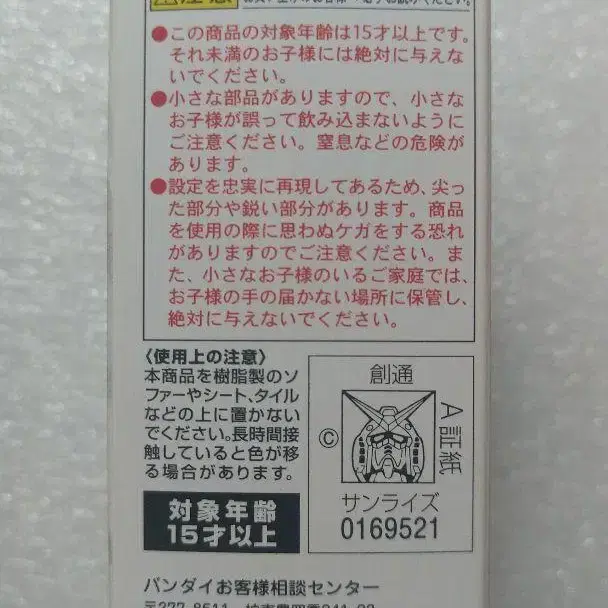 注意
●この商品の対象年齢は15才以上です。
それ未満のお子様には絶対に与えな
いでください。
●小さな部品がありますので、小さな
お子様が誤って飲み込まないように
ご注意ください。窒息などの危険が
あります。
●設定を忠実に再現してあるため、尖っ
た部分や鋭い部分があります。商品
を使用の際に思わぬケガをする恐れ
がありますのでご注意ください。ま
た、小さなお子様のいるご家庭では、
お子様の手の届かない場所に保管し、
絶対に与えないでください。
〈使用上の注意〉
本商品を樹脂製のソ
ファーやシート、タイル
などの上に置かない
でください。長時間接
触していると色が移
る場合があります。
対象年齢
15才以上
創通
©
A証紙
サンライズ
0169521
バンダイお客様相談センター
〒277-8511